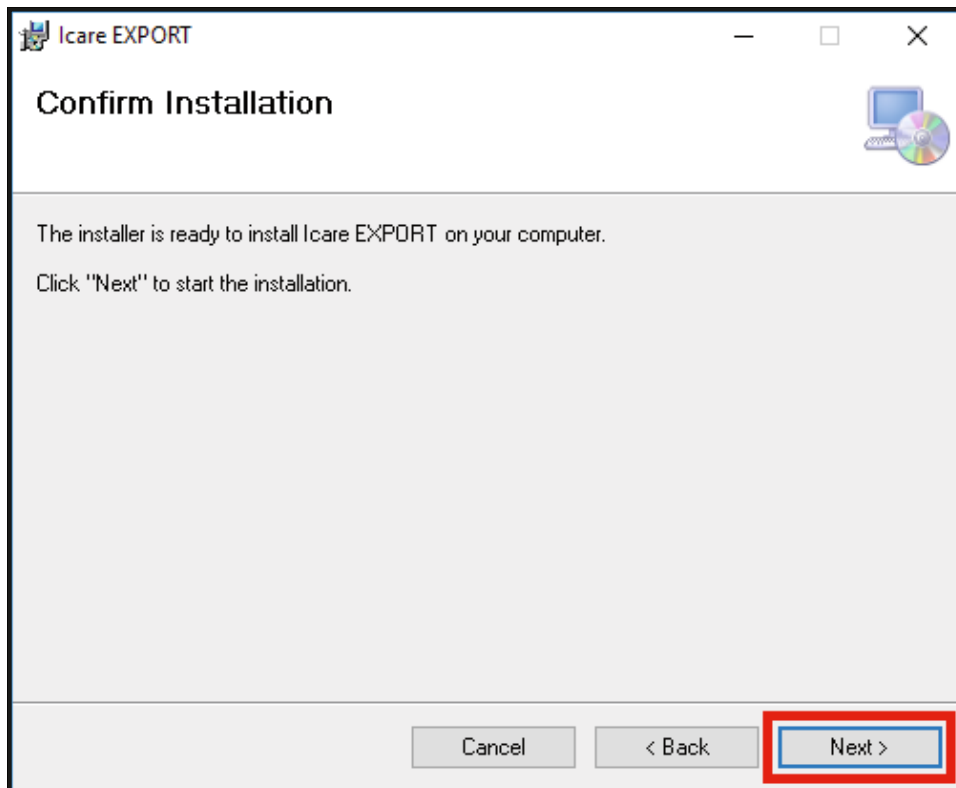 Icare EXPORT
Confirm Installation
The installer is ready to install Icare EXPORT on your computer.
Click "Next" to start the installation.
Cancel
< Back
Next >